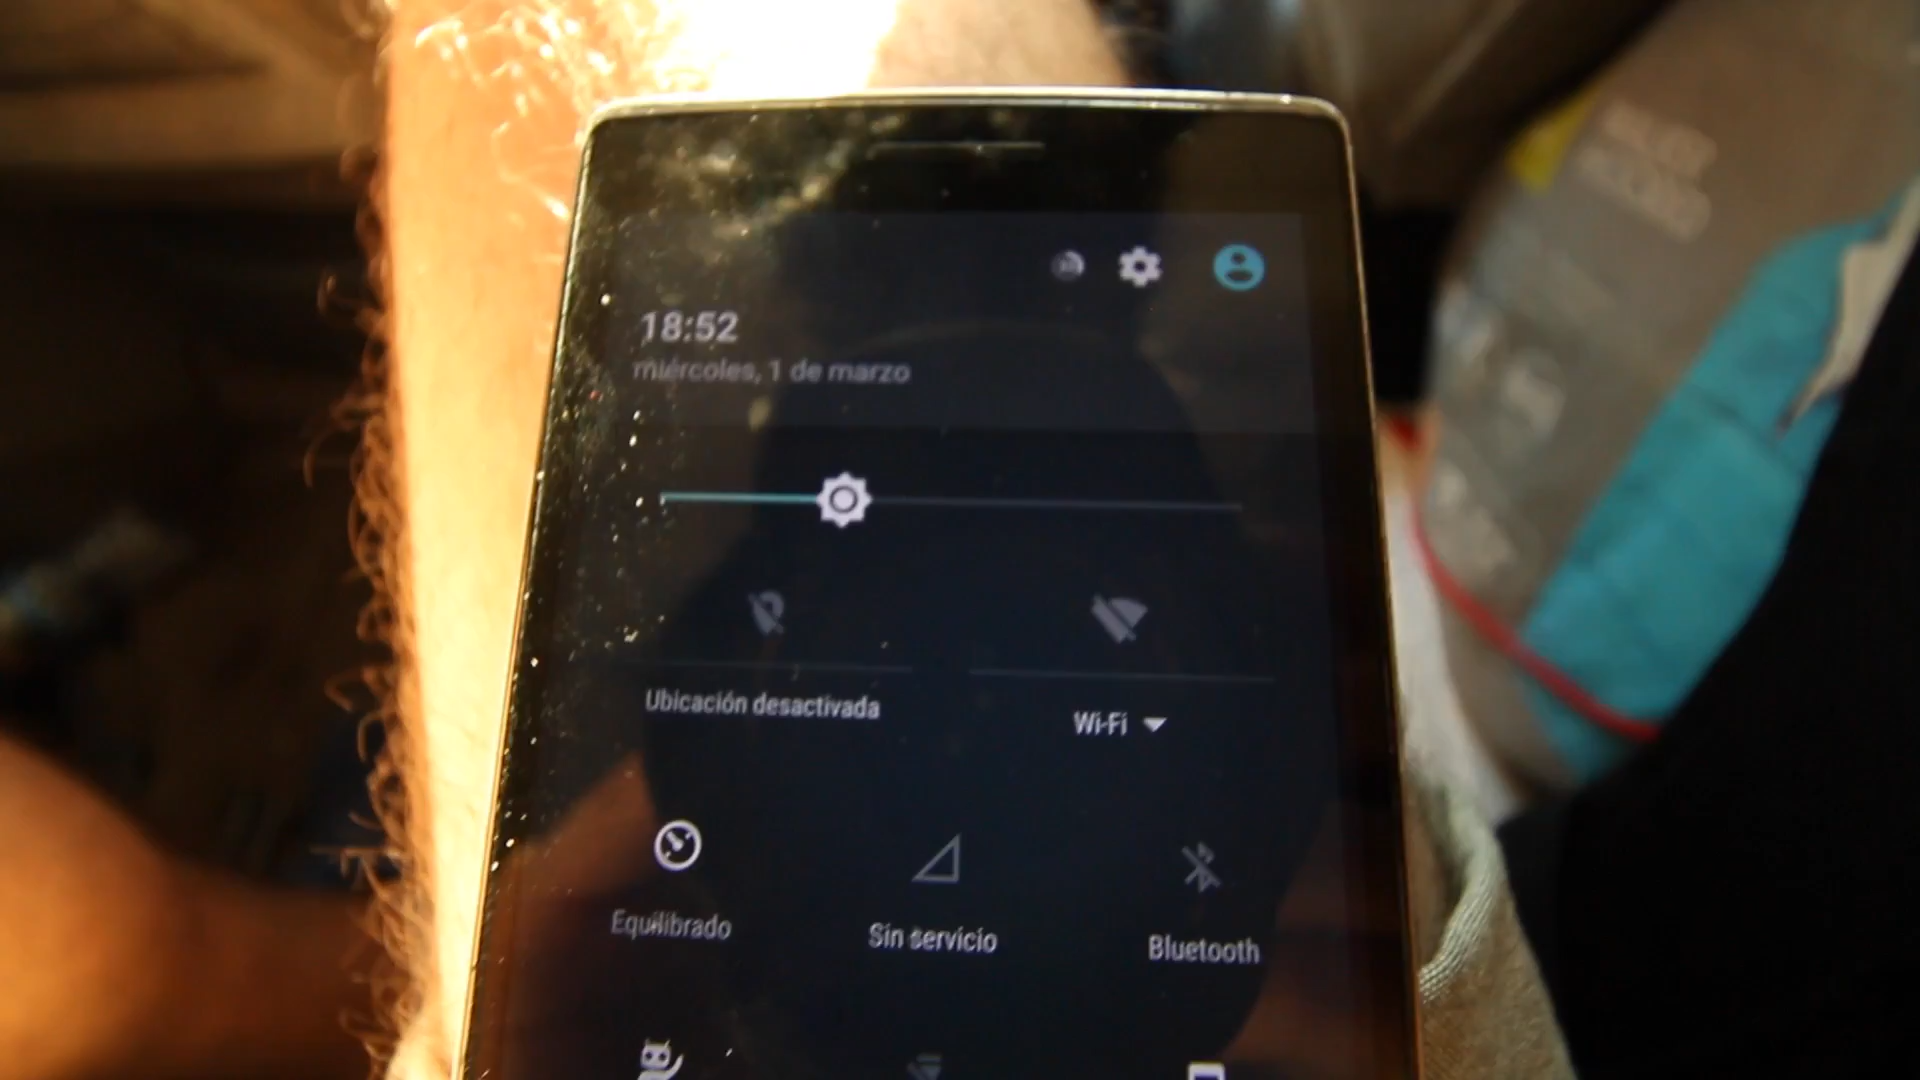 18:52
miércoles, 1 de marzo
Ubicación desactivada
Wi-Fi
Equilibrado
Sin servicio
Bluetooth